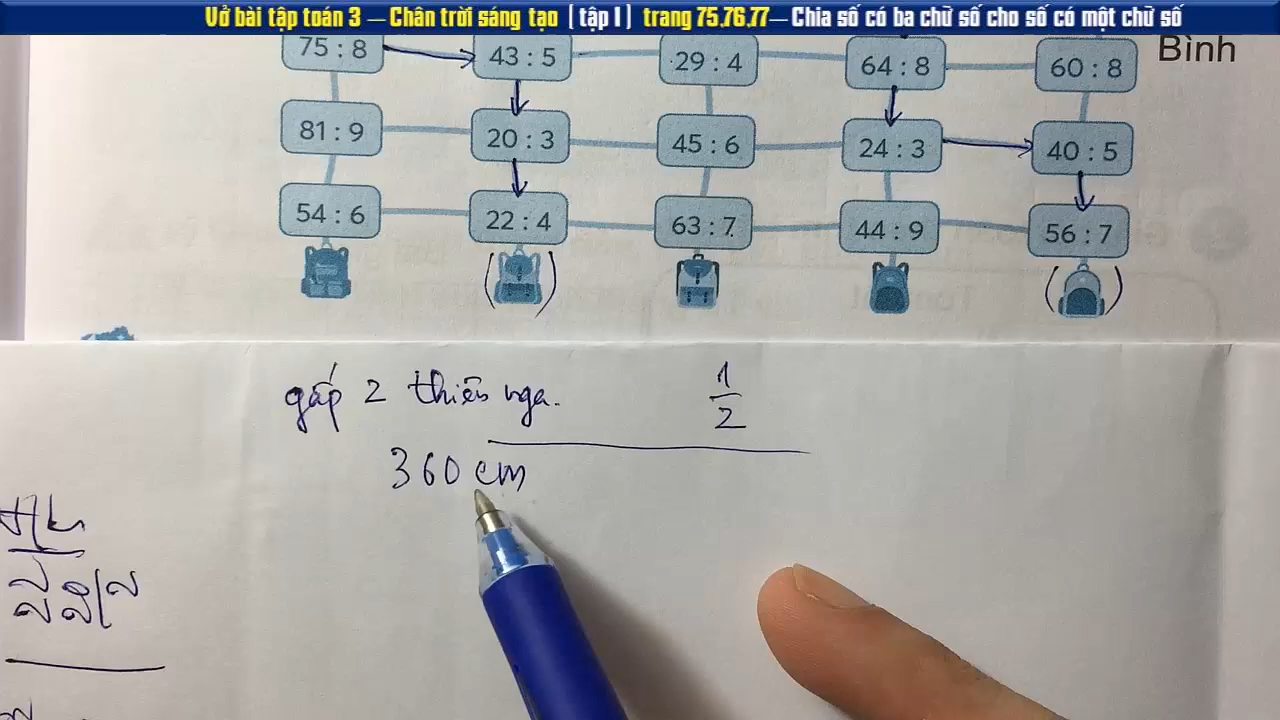 Vở bài tập toán 3 – Chân trời sáng tạo (tập 1) trang 75,76,77– Chia số có ba chữ số cho số có một chữ số
75 : 8 43 : 5 29 : 4 64 : 8 60 : 8 Bình
81 : 9 20 : 3 45 : 6 24 : 3 40 : 5
54 : 6 22 : 4 63 : 7 44 : 9 56 : 7
gấp 2 thiên nga. 1/2
360 cm